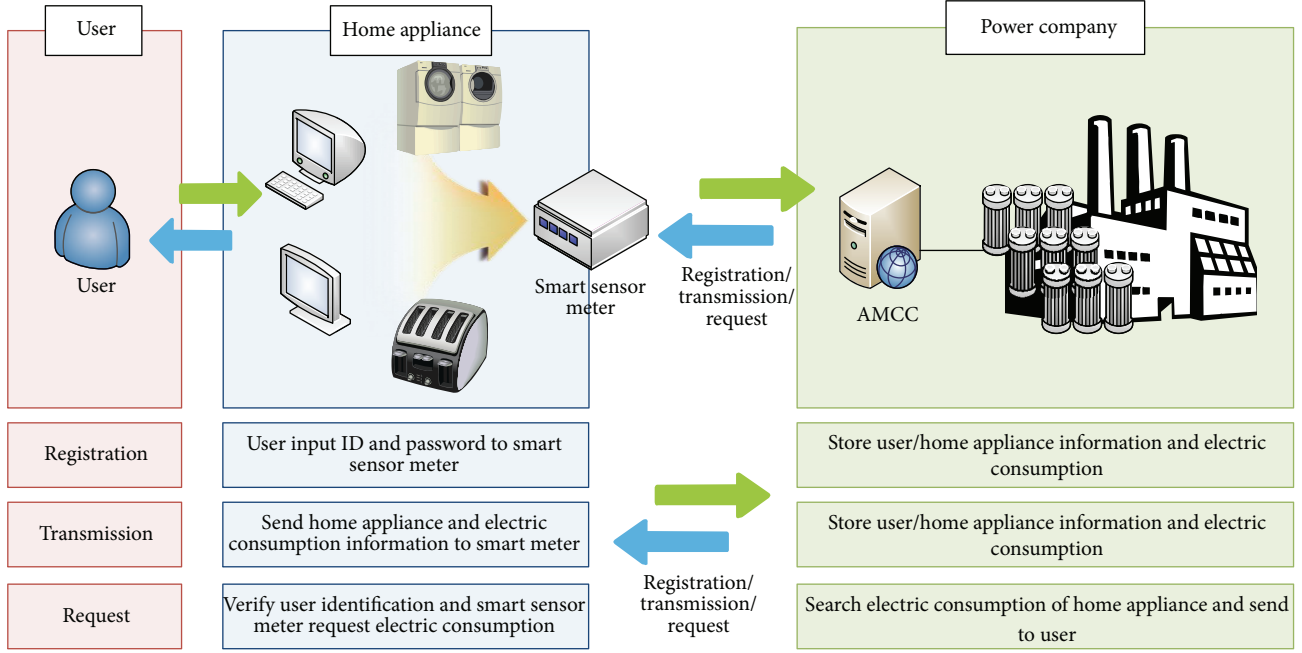 User
Home appliance
Power company
User
Smart sensor
meter
Registration/
transmission/
request
AMCC
Registration
User input ID and password to smart
sensor meter
Store user/home appliance information and electric
consumption
Transmission
Send home appliance and electric
consumption information to smart meter
Store user/home appliance information and electric
consumption
Registration/
transmission/
request
Request
Verify user identification and smart sensor
meter request electric consumption
Search electric consumption of home appliance and send
to user